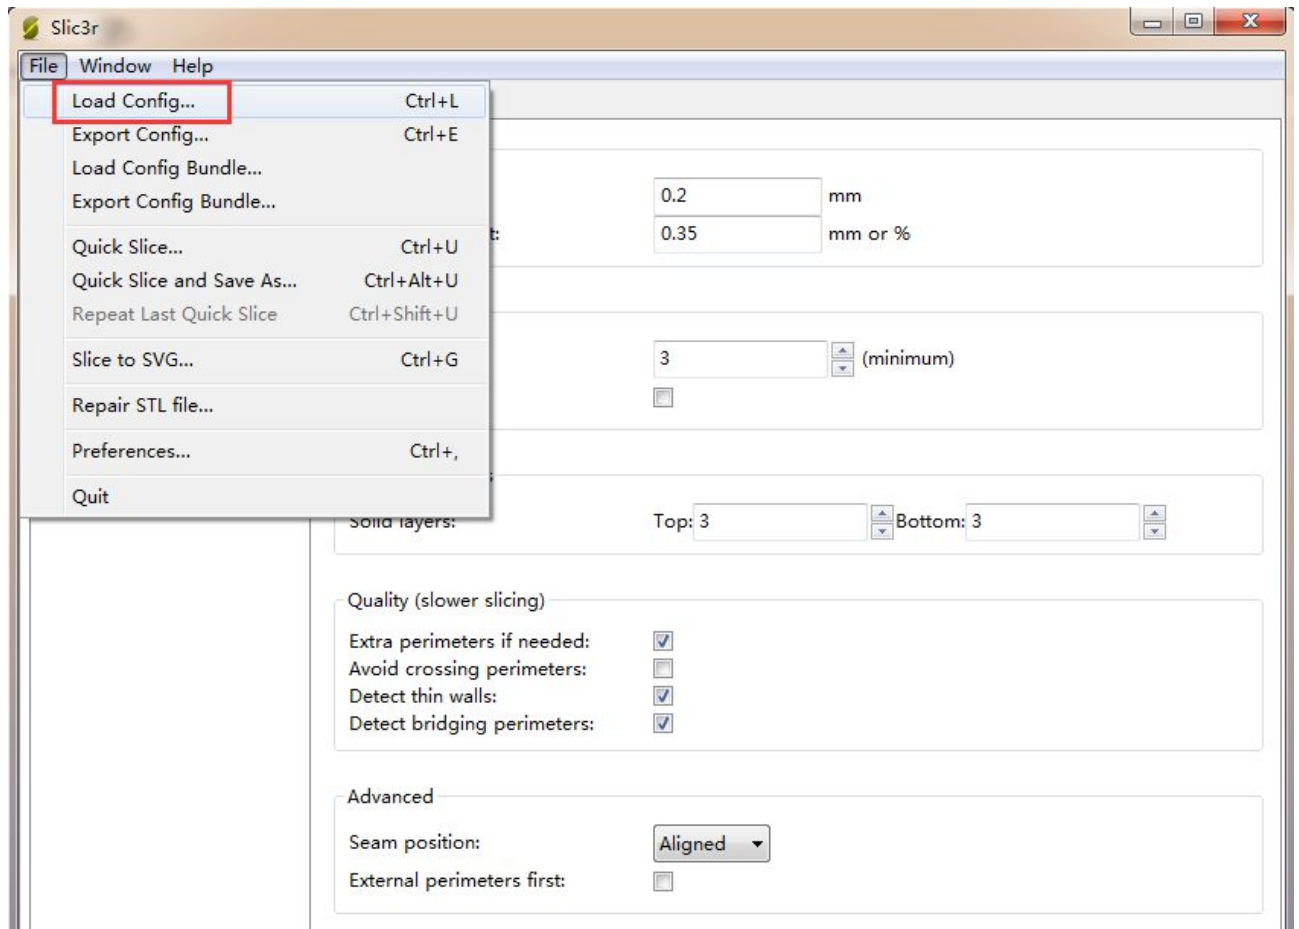 Slic3r
File Window Help
Load Config... Ctrl+L
Export Config... Ctrl+E
Load Config Bundle...
Export Config Bundle...
0.2 mm
Quick Slice... Ctrl+U
t: 0.35 mm or %
Quick Slice and Save As... Ctrl+Alt+U
Repeat Last Quick Slice Ctrl+Shift+U
Slice to SVG... Ctrl+G
3 (minimum)
Repair STL file...
Preferences... Ctrl+,
Quit
Solid layers: Top: 3 Bottom: 3
Quality (slower slicing)
Extra perimeters if needed:
Avoid crossing perimeters:
Detect thin walls:
Detect bridging perimeters:
Advanced
Seam position: Aligned
External perimeters first: